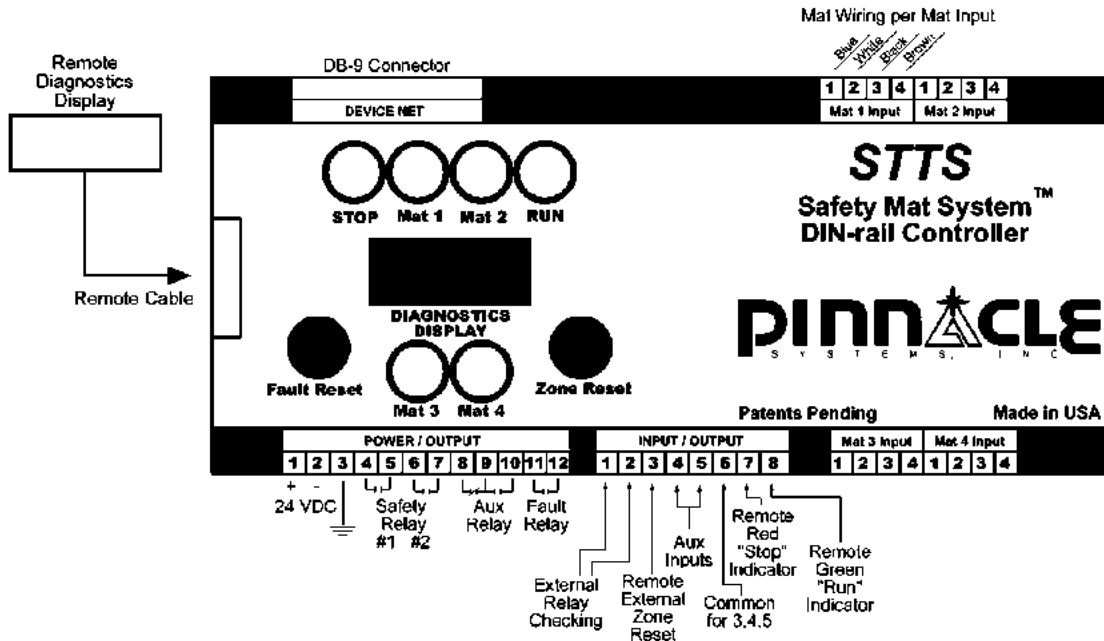 Mat Wiring per Mat Input
Blue
White
Black
Brown
Remote
Diagnostics
Display
DB-9 Connector
DEVICE NET
1 2 3 4 1 2 3 4
Mat 1 Input Mat 2 Input
STOP Mat 1 Mat 2 RUN
STTS
Safety Mat System™
DIN-rail Controller
Remote Cable
DIAGNOSTICS
DISPLAY
PINNACLE
SYSTEMS, INC
Fault Reset
Zone Reset
Mat 3 Mat 4
Patents Pending
Made in USA
POWER / OUTPUT
INPUT / OUTPUT
Mat 3 Input Mat 4 Input
1 2 3 4 5 6 7 8 9 10 11 12
1 2 3 4 5 6 7 8
1 2 3 4 1 2 3 4
+ -
24 VDC
Safety
Relay
#1 #2
Aux
Relay
Fault
Relay
External
Relay
Checking
Remote
External
Zone
Reset
Aux
Inputs
Common
for 3.4.5
Remote
Red
"Stop"
Indicator
Remote
Green
"Run"
Indicator